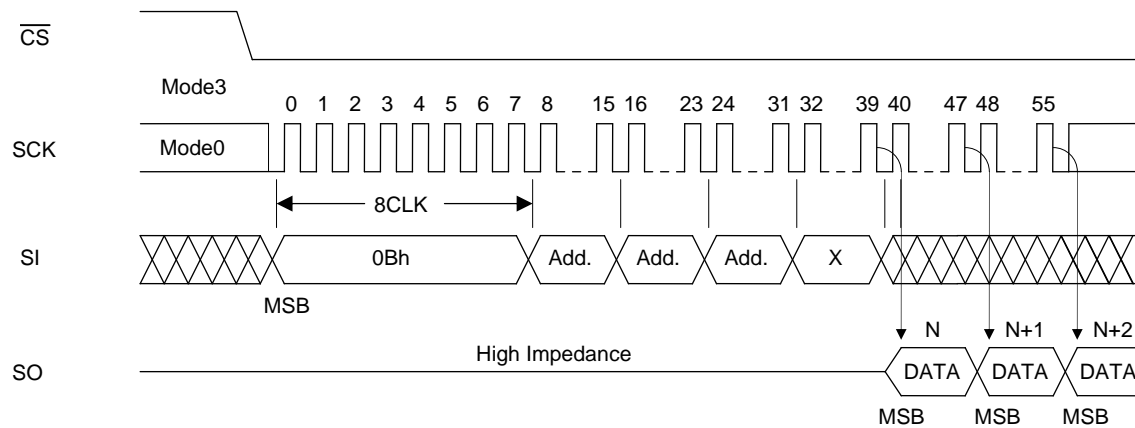 CS
Mode3
0 1 2 3 4 5 6 7 8 15 16 23 24 31 32 39 40 47 48 55
SCK
Mode0
8CLK
SI
0Bh
Add.
Add.
Add.
X
MSB
N
N+1
N+2
High Impedance
SO
DATA
DATA
DATA
MSB
MSB
MSB